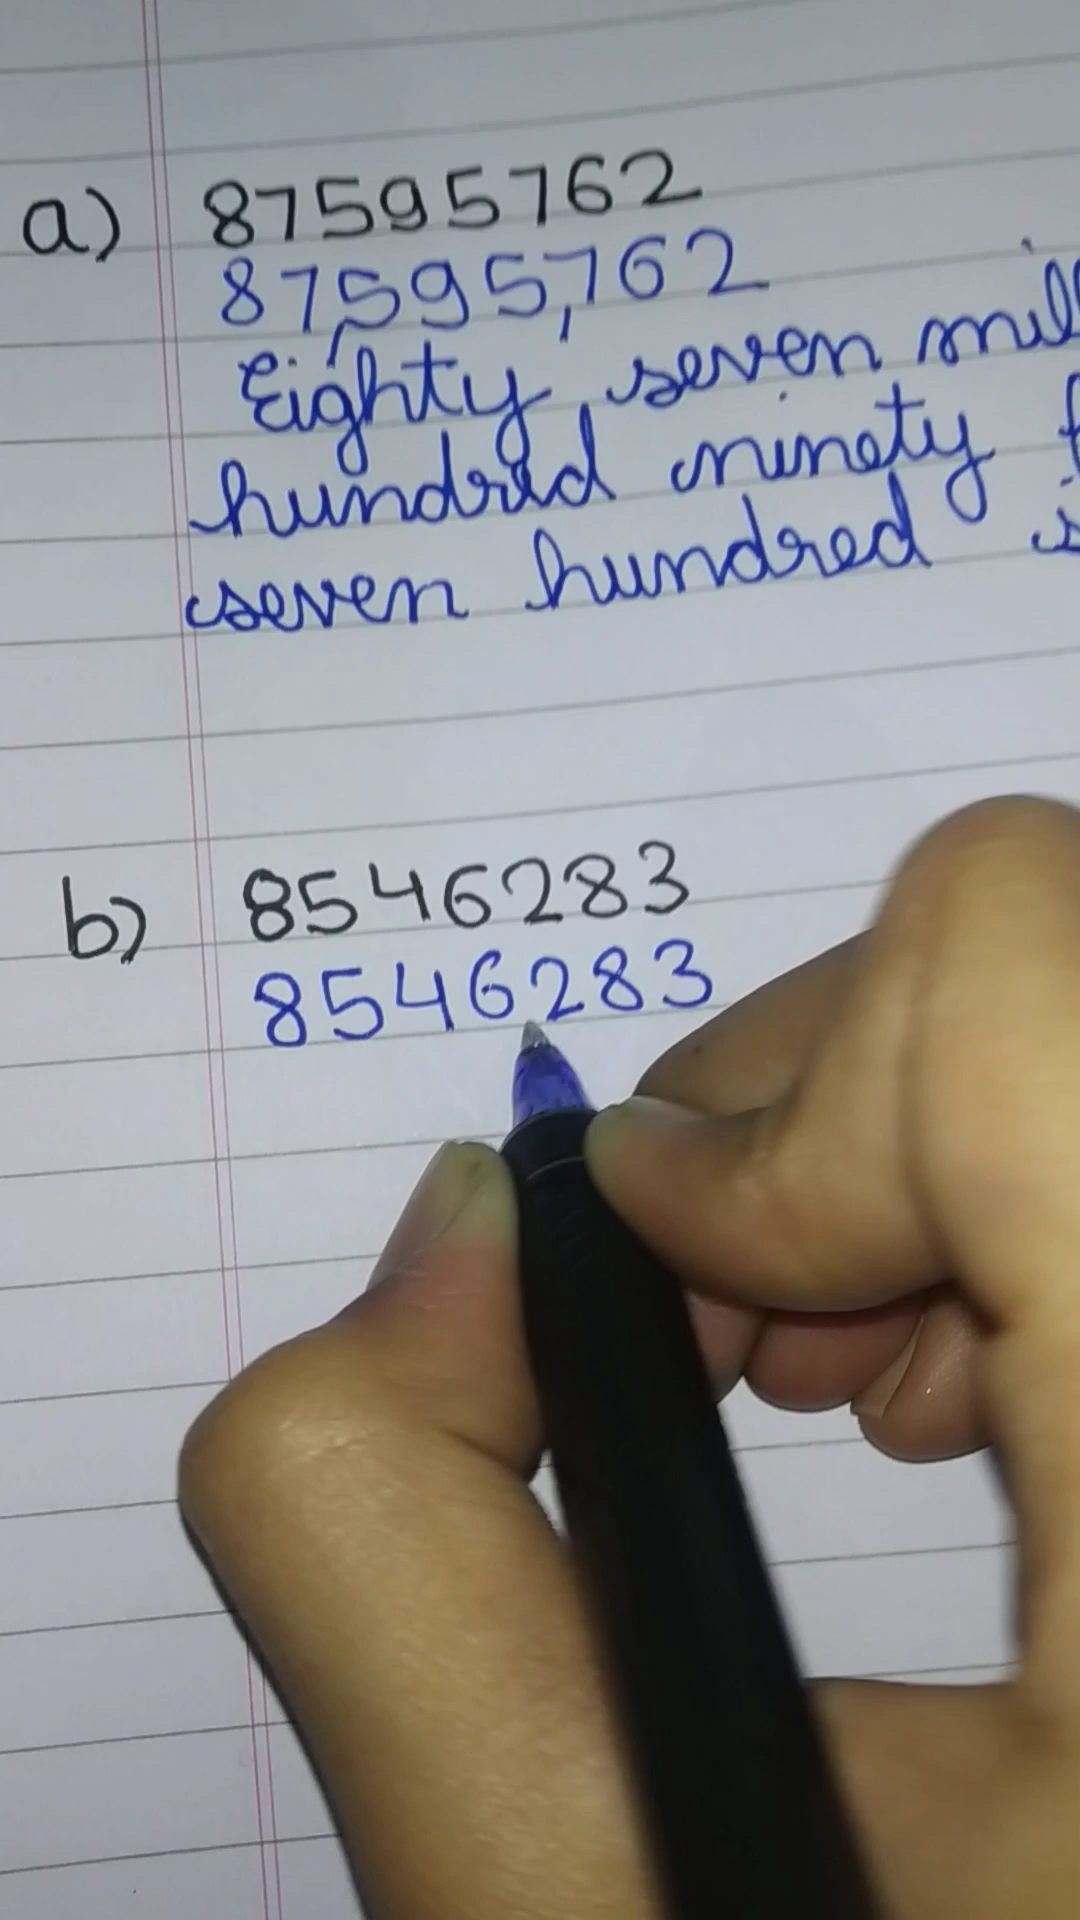 a) 87595762
87,595,762
Eighty seven
hundred ninety
seven hundred
b) 8546283
8546283